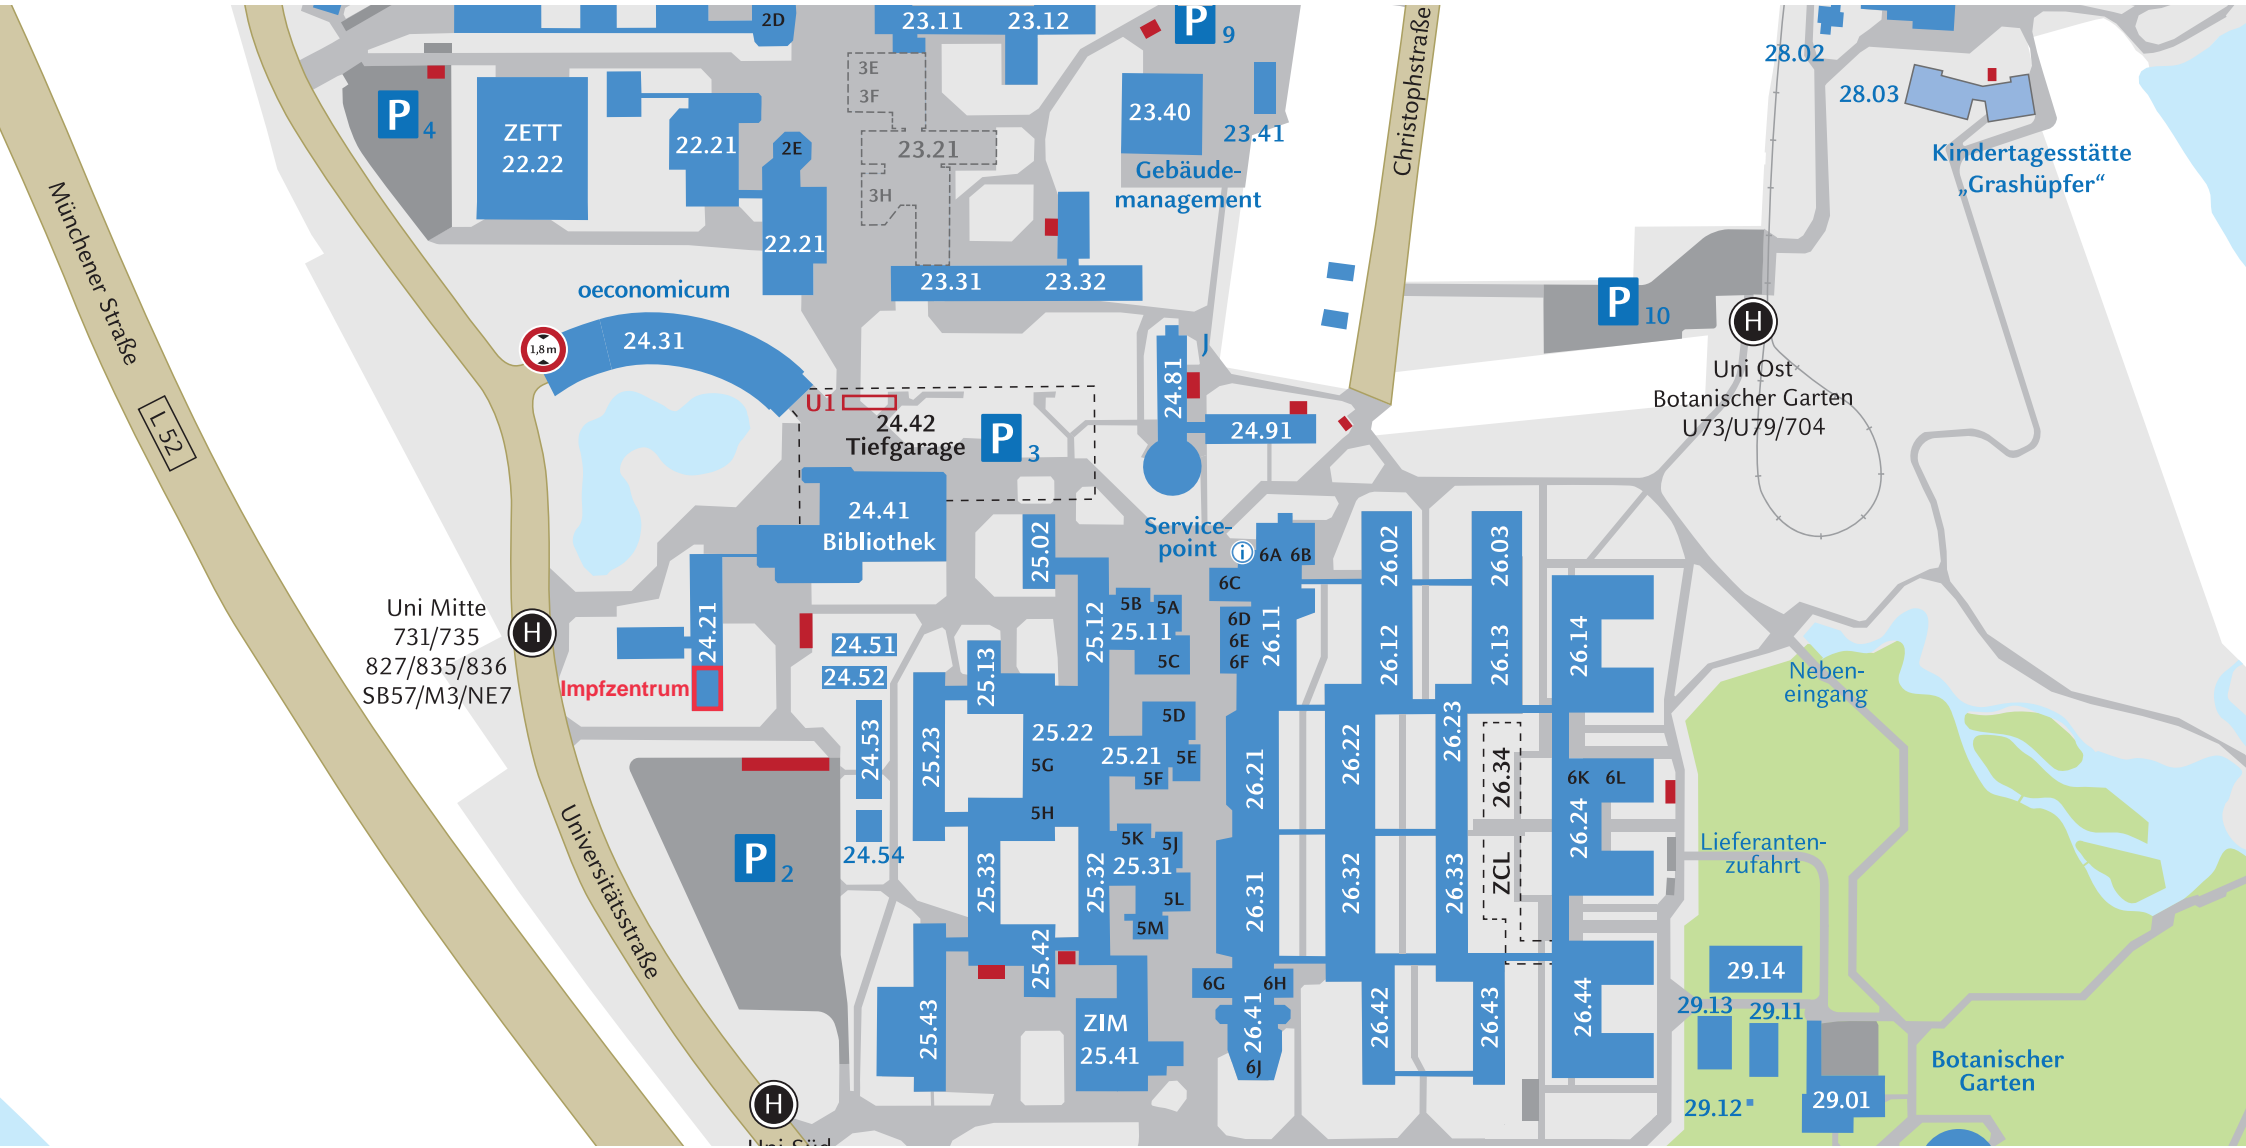 2D
23.11
23.12
P
9
Christophstraße
28.02
28.03
Kindertagesstätte
„Grashüpfer“
P
4
ZETT
22.22
22.21
2E
22.21
3E
3F
23.21
3H
23.40
23.41
Gebäude-
management
23.31
23.32
Münchener Straße
L 52
oeconomicum
24.31
1,8m
U1
24.42
Tiefgarage
P
3
J
24.81
24.91
P
10
H
Uni Ost
Botanischer Garten
U73/U79/704
24.41
Bibliothek
Service-
point
i
6A
6B
6C
6D
6E
6F
26.11
26.02
26.03
26.12
26.13
26.14
25.02
25.12
5B
5A
25.11
5C
Uni Mitte
731/735
827/835/836
SB57/M3/NE7
H
24.21
Impfzentrum
24.51
24.52
24.53
24.54
25.13
25.23
25.22
5G
5H
5D
25.21
5E
5F
26.21
26.22
26.23
26.34
ZCL
6K
6L
26.24
Neben-
eingang
Lieferanten-
zufahrt
P
2
Universitätsstraße
25.33
25.32
5K
5J
25.31
5L
5M
26.31
26.32
26.33
25.42
25.43
ZIM
25.41
6G
6H
26.41
6J
26.42
26.43
26.44
29.14
29.13
29.11
29.12
29.01
Botanischer
Garten
H
Uni Süd